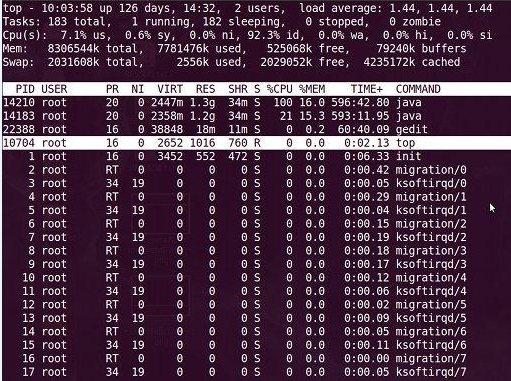 top - 10:03:58 up 126 days, 14:32, 2 users, load average: 1.44, 1.44, 1.44
Tasks: 183 total, 1 running, 182 sleeping, 0 stopped, 0 zombie
Cpu(s): 7.1% us, 0.6% sy, 0.0% ni, 92.3% id, 0.0% wa, 0.0% hi, 0.0% si
Mem: 8306544k total, 7781476k used, 525068k free, 79240k buffers
Swap: 2031608k total, 2556k used, 2029052k free, 4235172k cached
PID USER PR NI VIRT RES SHR S %CPU %MEM TIME+ COMMAND
14210 root 20 0 2447m 1.3g 34m S 100 16.0 596:42.80 java
14183 root 20 0 2358m 1.2g 34m S 21 15.3 593:11.95 java
22388 root 16 0 38848 18m 11m S 0 0.2 60:40.09 gedit
10704 root 16 0 2652 1016 760 R 0 0.0 0:02.13 top
1 root 16 0 3452 552 472 S 0 0.0 0:06.33 init
2 root RT 0 0 0 0 S 0 0.0 0:00.42 migration/0
3 root 34 19 0 0 0 S 0 0.0 0:00.05 ksoftirqd/0
4 root RT 0 0 0 0 S 0 0.0 0:00.29 migration/1
5 root 34 19 0 0 0 S 0 0.0 0:00.04 ksoftirqd/1
6 root RT 0 0 0 0 S 0 0.0 0:00.15 migration/2
7 root 34 19 0 0 0 S 0 0.0 0:00.19 ksoftirqd/2
8 root RT 0 0 0 0 S 0 0.0 0:00.18 migration/3
9 root 34 19 0 0 0 S 0 0.0 0:00.17 ksoftirqd/3
10 root RT 0 0 0 0 S 0 0.0 0:00.12 migration/4
11 root 34 19 0 0 0 S 0 0.0 0:00.06 ksoftirqd/4
12 root RT 0 0 0 0 S 0 0.0 0:00.02 migration/5
13 root 34 19 0 0 0 S 0 0.0 0:00.09 ksoftirqd/5
14 root RT 0 0 0 0 S 0 0.0 0:00.05 migration/6
15 root 34 19 0 0 0 S 0 0.0 0:00.11 ksoftirqd/6
16 root RT 0 0 0 0 S 0 0.0 0:00.00 migration/7
17 root 34 19 0 0 0 S 0 0.0 0:00.05 ksoftirqd/7